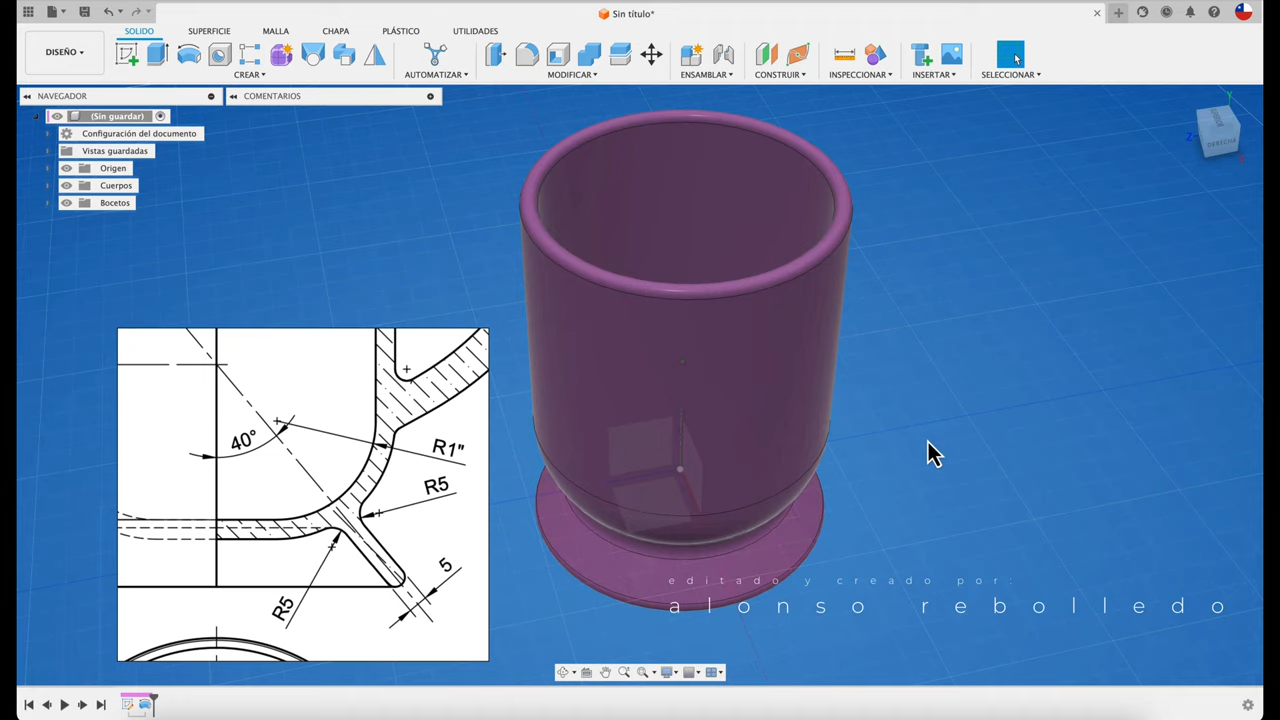 Sin título*
SOLIDO SUPERFICIE MALLA CHAPA PLÁSTICO UTILIDADES
DISEÑO
CREAR AUTOMATIZAR MODIFICAR ENSAMBLAR CONSTRUIR INSPECCIONAR INSERTAR SELECCIONAR
NAVEGADOR
COMENTARIOS
(Sin guardar)
Configuración del documento
Vistas guardadas
Origen
Cuerpos
Bocetos
Y
Z
DERECHA
40°
R1"
R5
5
R5
editado y creado por:
alonso rebolledo